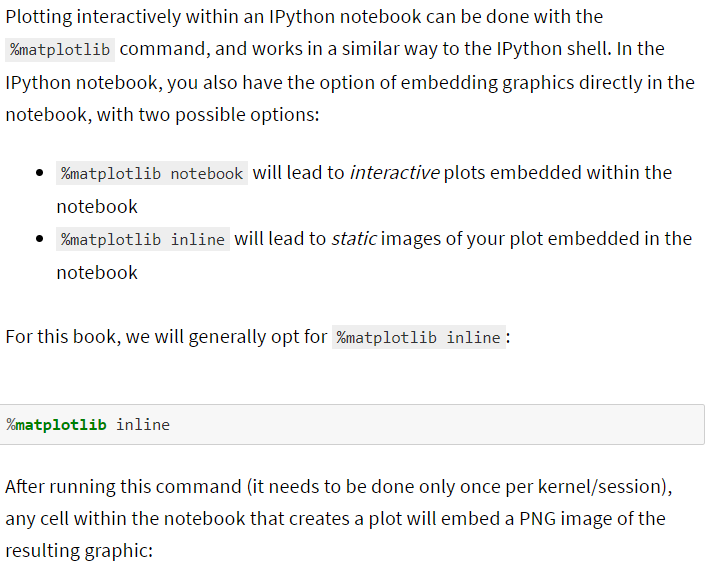 Plotting interactively within an IPython notebook can be done with the
%matplotlib command, and works in a similar way to the IPython shell. In the
IPython notebook, you also have the option of embedding graphics directly in the
notebook, with two possible options:
• %matplotlib notebook will lead to interactive plots embedded within the
notebook
• %matplotlib inline will lead to static images of your plot embedded in the
notebook
For this book, we will generally opt for %matplotlib inline:
%matplotlib inline
After running this command (it needs to be done only once per kernel/session),
any cell within the notebook that creates a plot will embed a PNG image of the
resulting graphic: